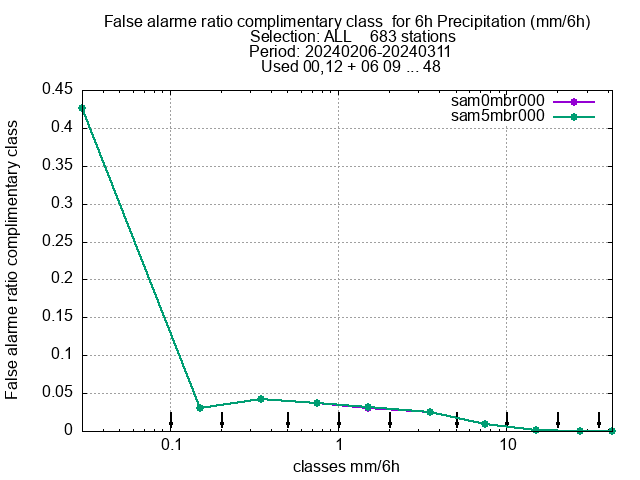 False alarme ratio complimentary class  for 6h Precipitation (mm/6h)
Selection: ALL    683 stations
Period: 20240206-20240311
Used 00,12 + 06 09 ... 48
sam0mbr000
sam5mbr000
0.45
0.4
0.35
0.3
0.25
0.2
0.15
0.1
0.05
0
False alarme ratio complimentary class
0.1
1
10
classes mm/6h